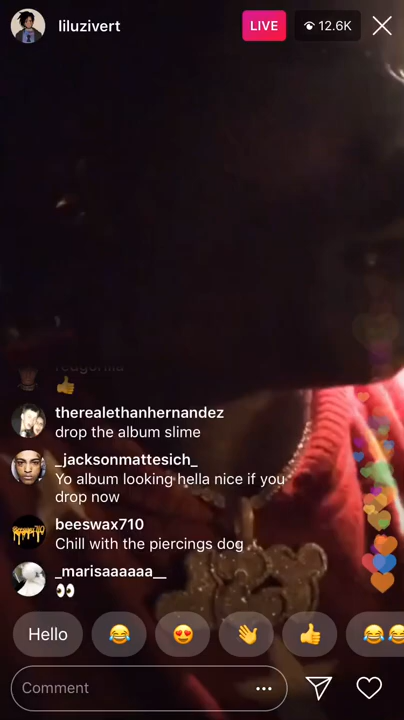 liluzivert
LIVE
12.6K
therealethanhernandez
drop the album slime
_jacksonmattesich_
Yo album looking hella nice if you
drop now
beeswax710
Chill with the piercings dog
_marisaaaaaa__
👀
Hello
Comment